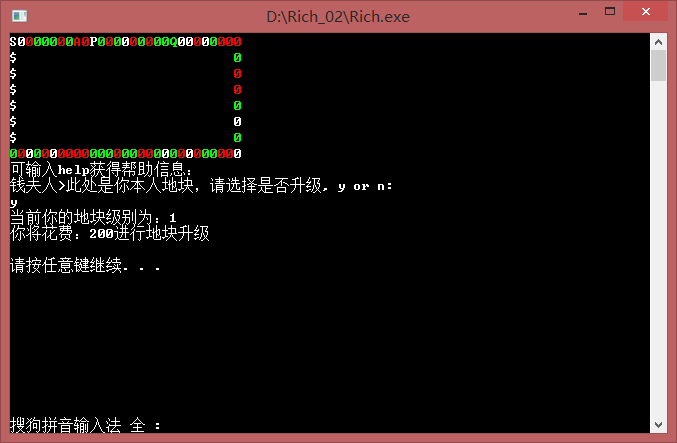 D:\Rich_02\Rich.exe
S0000000A0P000000000Q00000000
$                           0
$                           0
$                           0
$                           0
$                           0
$                           0
00000000000000000000000000000
可输入help获得帮助信息:
钱夫人>此处是你本人地块，请选择是否升级, y or n:
y
当前你的地块级别为: 1
你将花费: 200进行地块升级
请按任意键继续. . .
搜狗拼音输入法 全 :